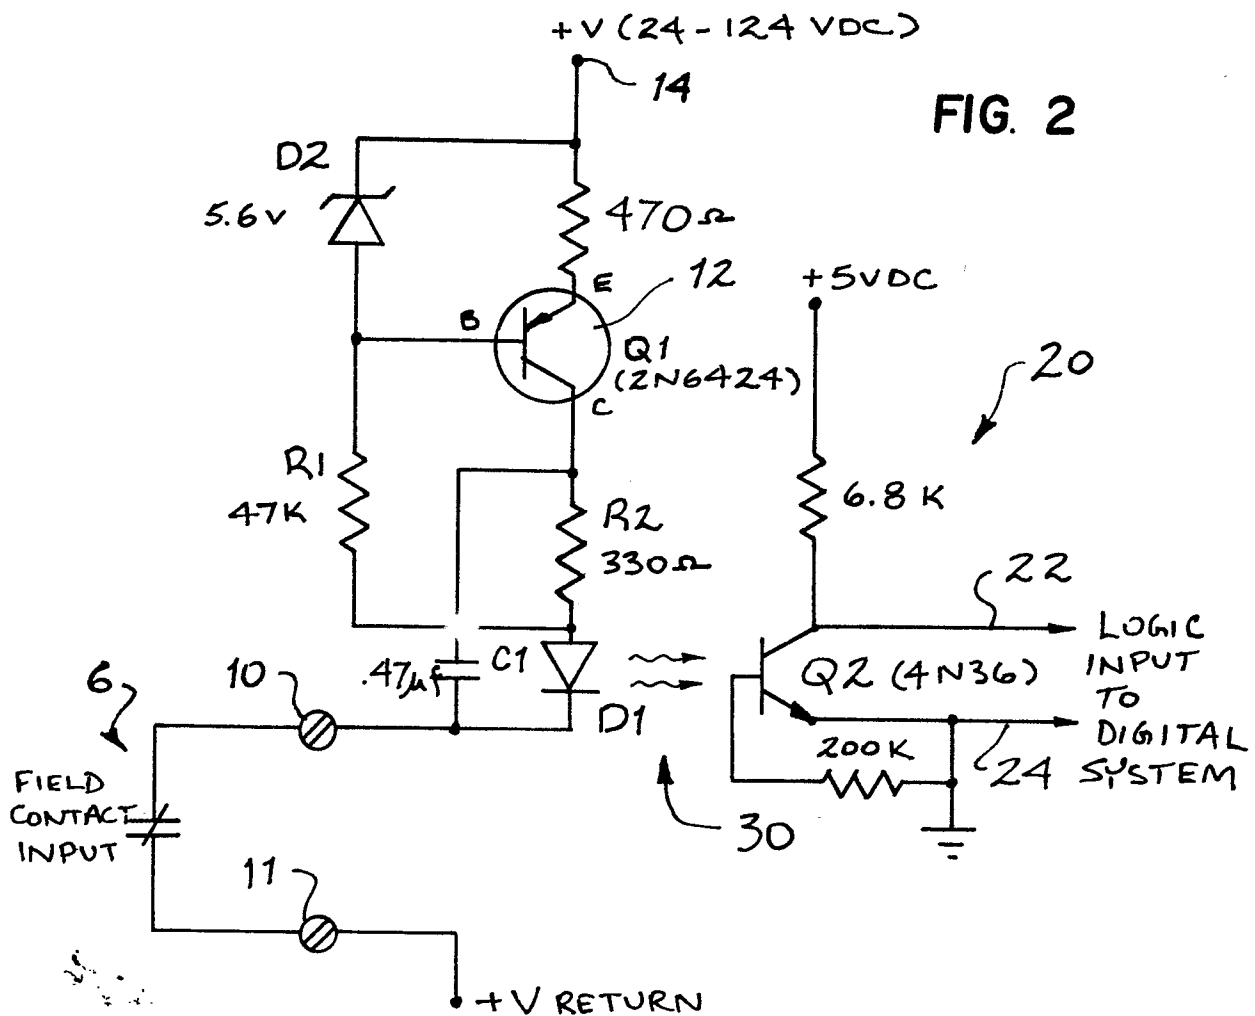 +V (24-124 VDC)
14
FIG. 2
D2
5.6V
470Ω
12
E
B
Q1
(2N6424)
C
+5VDC
20
R1
47K
R2
330Ω
6.8 K
22
LOGIC
INPUT
TO
DIGITAL
SYSTEM
6
10
.47μf
C1
D1
Q2 (4N36)
200K
24
FIELD
CONTACT
INPUT
30
11
+V RETURN